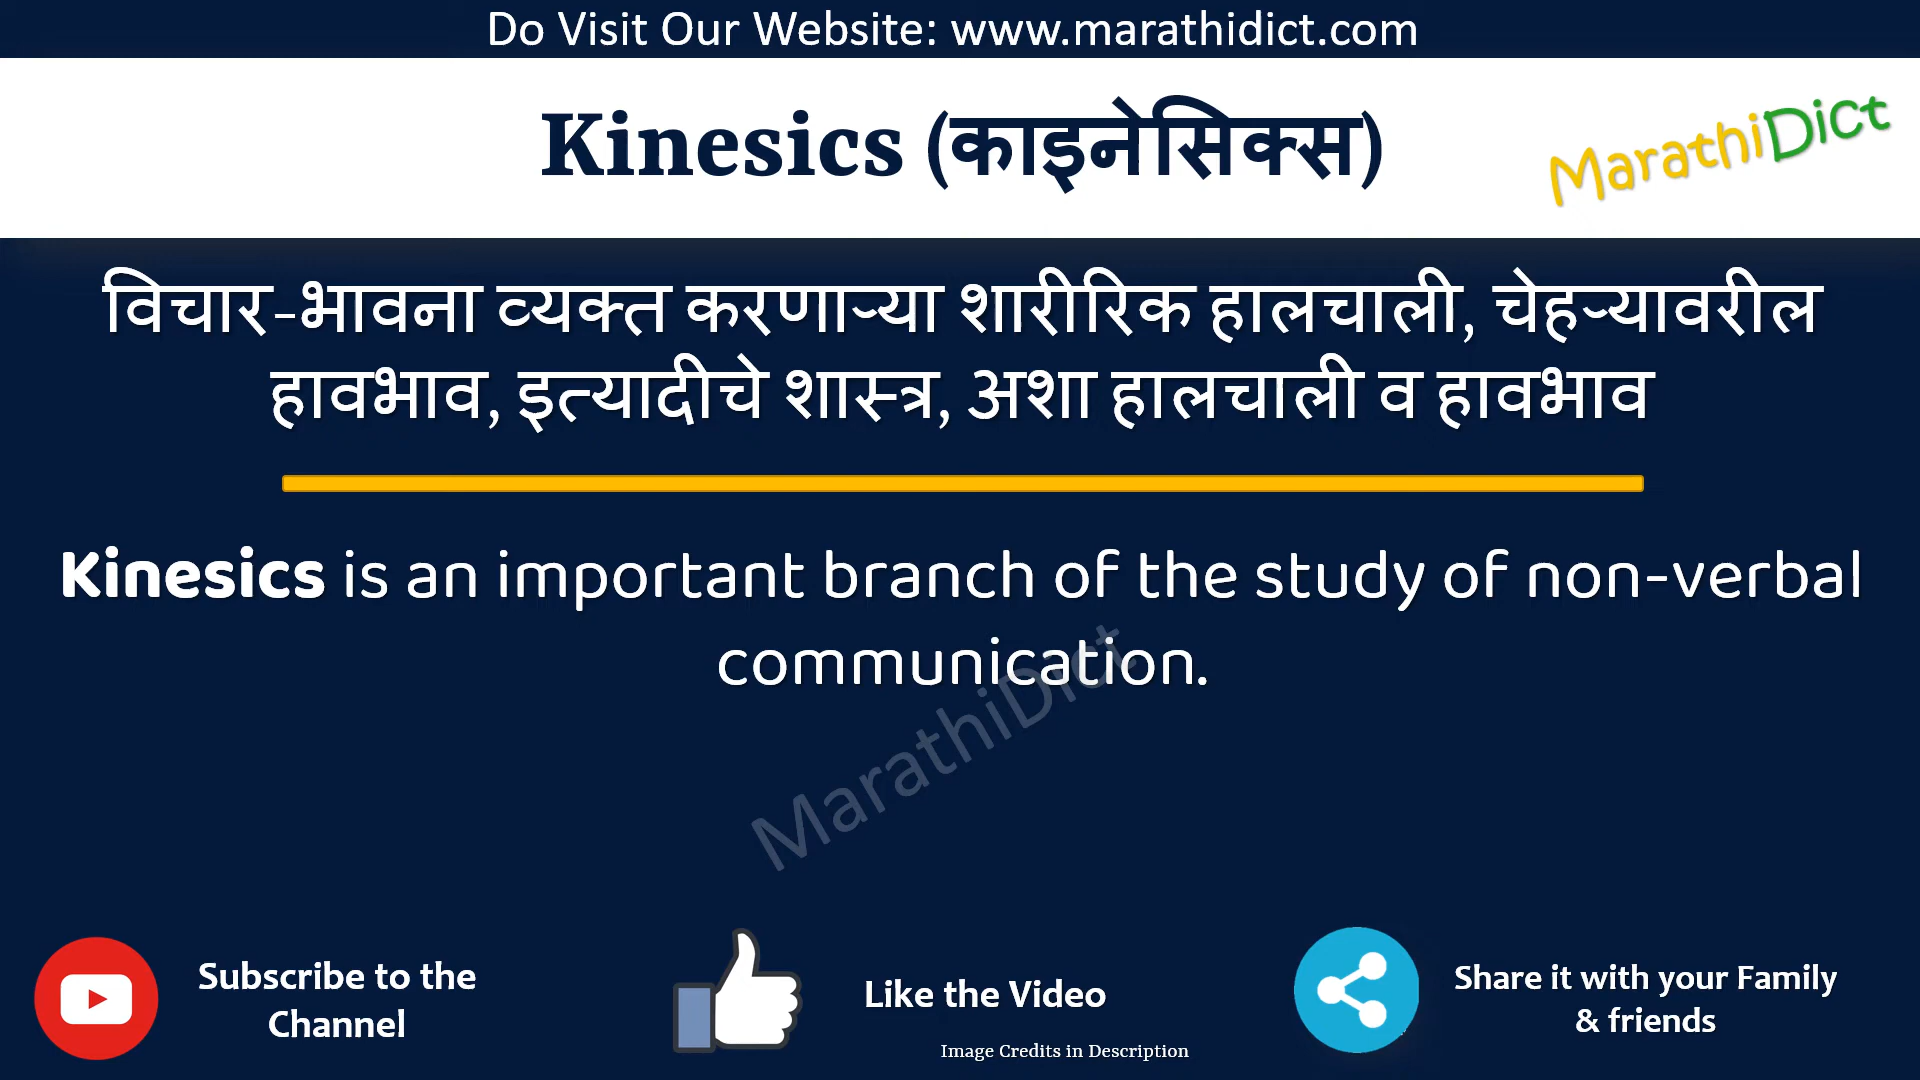 Do Visit Our Website: www.marathidict.com
Kinesics (काइनेसिक्स)
MarathiDict
विचार-भावना व्यक्त करणाऱ्या शारीरिक हालचाली, चेहऱ्यावरील
हावभाव, इत्यादीचे शास्त्र, अशा हालचाली व हावभाव
Kinesics is an important branch of the study of non-verbal
communication.
MarathiDict
Subscribe to the
Channel
Like the Video
Share it with your Family
& friends
Image Credits in Description